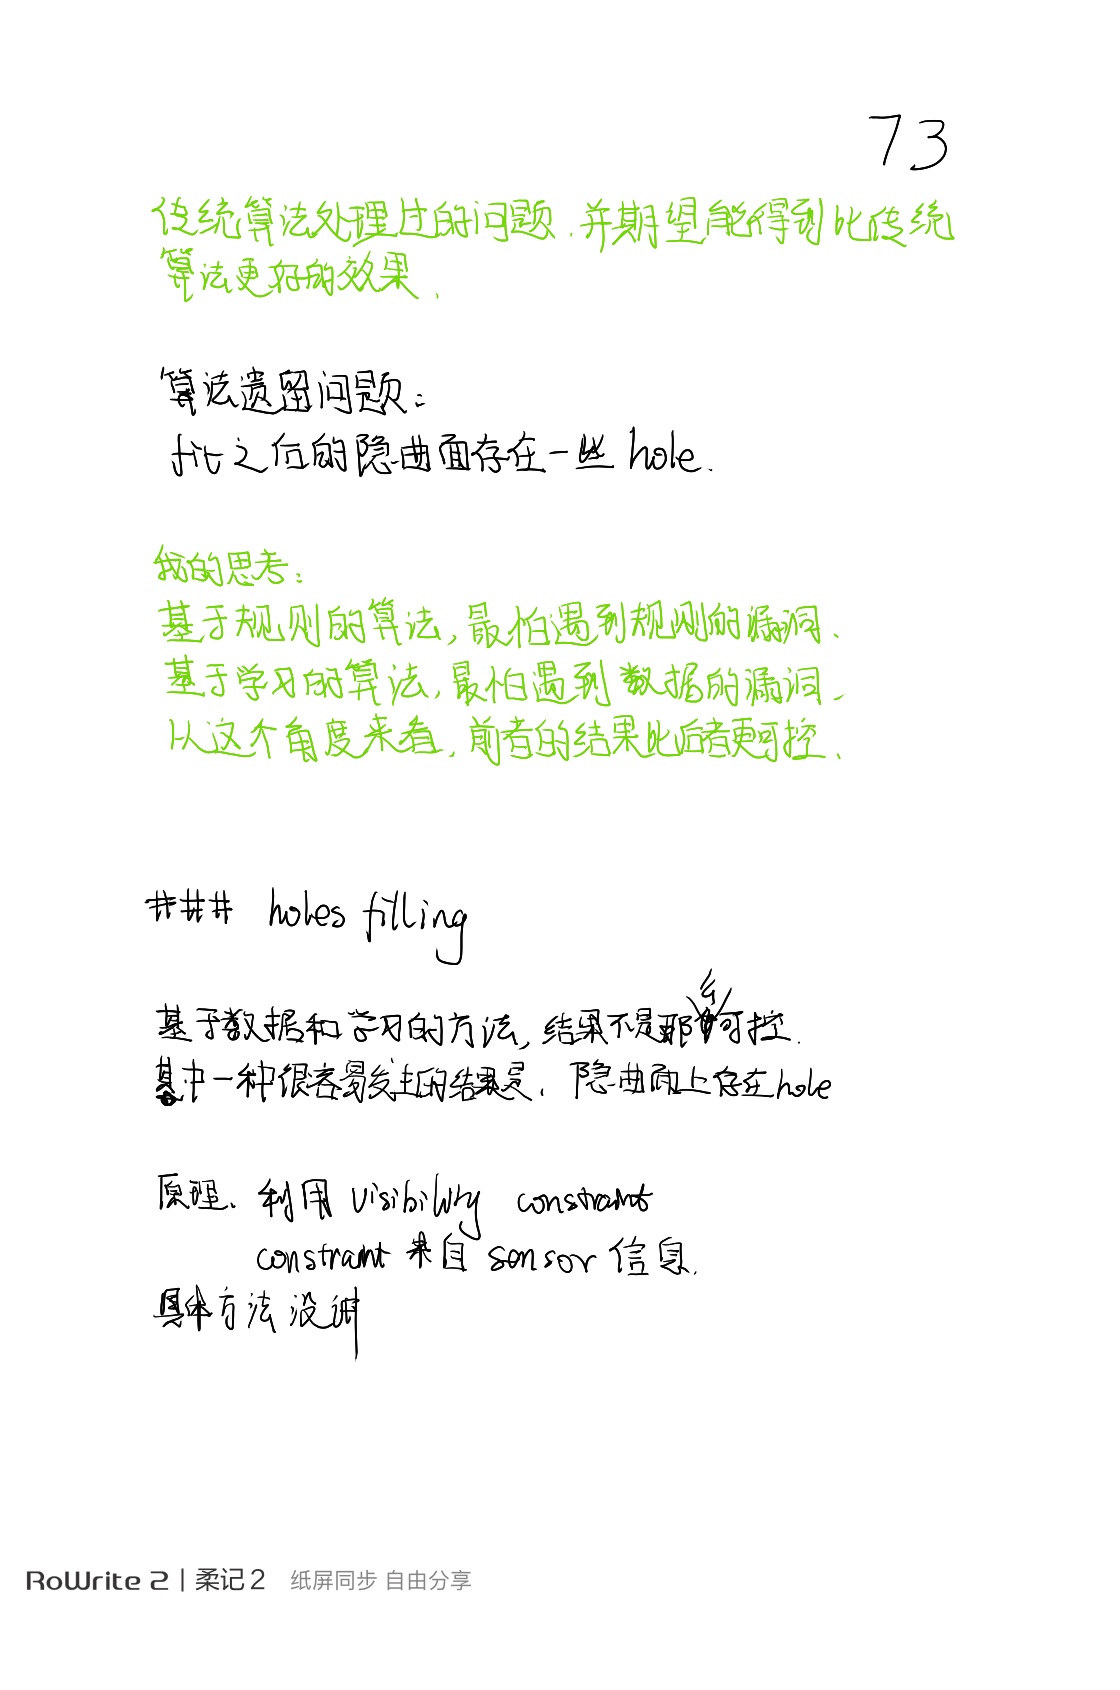 73
传统算法处理过的问题.并期望能得到比传统
算法更好的效果.
算法遗留问题:
fit之后的隐曲面存在一些 hole.
我的思考:
基于规则的算法,最怕遇到规则的漏洞.
基于学习的算法,最怕遇到数据的漏洞.
从这个角度来看,前者的结果比后者更可控.
### holes filling
基于数据和学习的方法,结果不是那么可控.
其中一种很容易发生的结果是.隐曲面上存在hole
原理. 利用 visibility constraint
constraint 来自 sensor 信息.
具体方法没讲
RoWrite 2 | 柔记 2 纸屏同步 自由分享